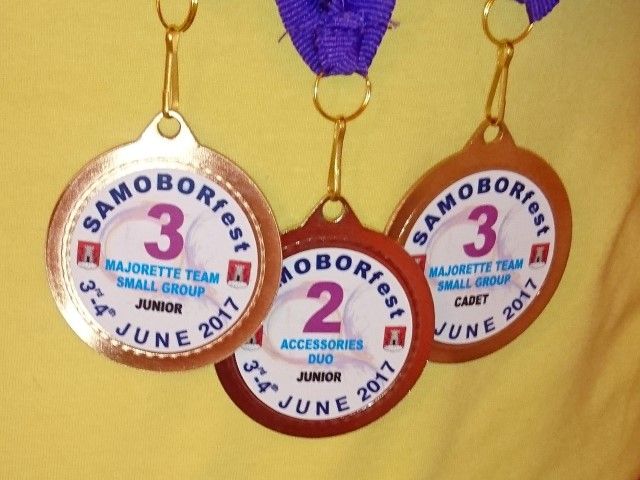 SAMOBORfest
3
MAJORETTE TEAM
SMALL GROUP
JUNIOR
3rd-4th JUNE 2017
MOBORfest
2
ACCESSORIES
DUO
JUNIOR
3rd-4th JUNE 2017
SAMOBORfest
3
MAJORETTE TEAM
SMALL GROUP
CADET
JUNE 2017